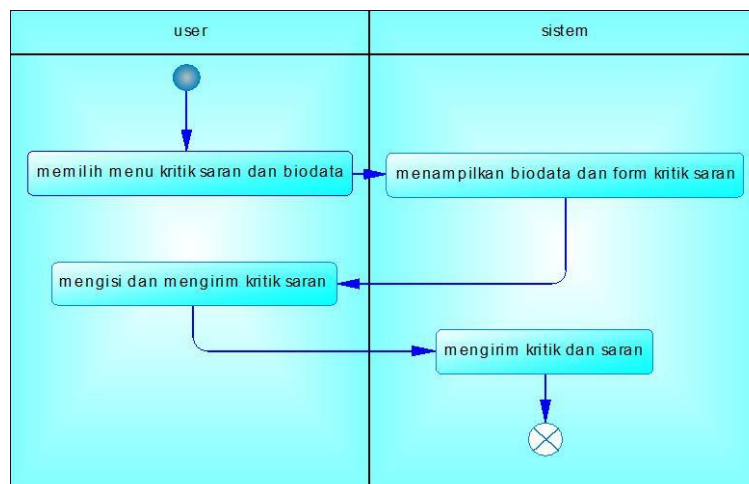 user
sistem
memilih menu kritik saran dan biodata
menampilkan biodata dan form kritik saran
mengisi dan mengirim kritik saran
mengirim kritik dan saran